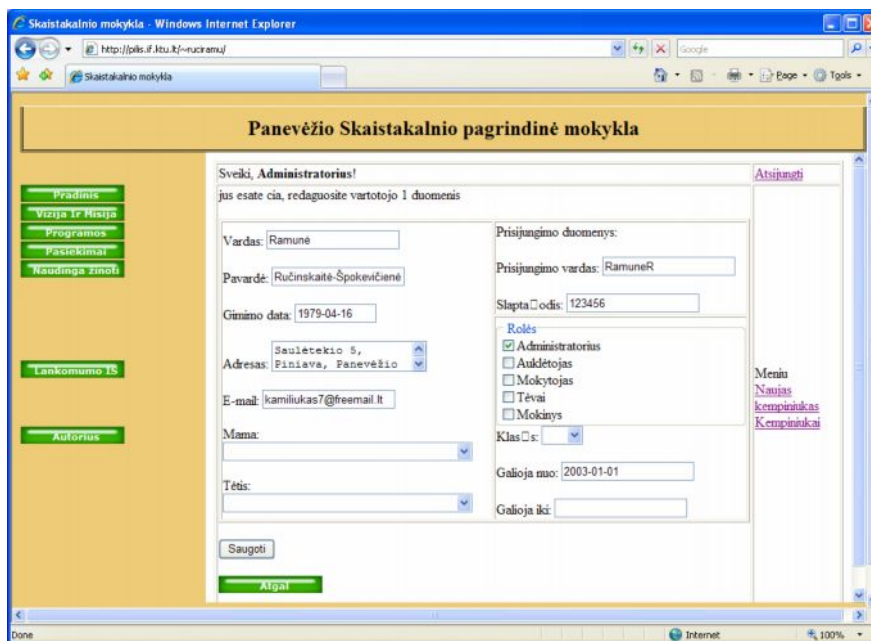 Skaistakalnio mokykla - Windows Internet Explorer
http://pilis.if.ktu.lt/~ruciramu/
Google
Skaistakalnio mokykla
Page
Tools
Panevėžio Skaistakalnio pagrindinė mokykla
Sveiki, Administratorius!
Atsijungti
jus esate cia, redaguosite vartotojo 1 duomenis
Pradinis
Vizija Ir Misija
Programos
Pasiekimai
Naudinga žinoti
Lankomumo IS
Autorius
Vardas: Ramunė
Pavardė: Ručinskaitė-Špokevičienė
Gimimo data: 1979-04-16
Adresas: Saulėtekio 5,
Piniava, Panevėžio
E-mail: kamiliukas7@freemail.lt
Mama:
Tėtis:
Prisijungimo duomenys:
Prisijungimo vardas: RamuneR
Slapta□odis: 123456
Rolės
Administratorius
Auklėtojas
Mokytojas
Tėvai
Mokinys
Klas□s:
Galioja nuo: 2003-01-01
Galioja iki:
Meniu
Naujas
kempiniukas
Kempiniukai
Saugoti
Atgal
Done
Internet
100%